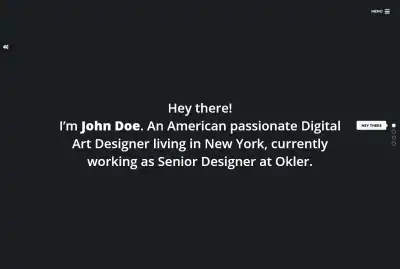 MENU
Hey there!
I'm John Doe. An American passionate Digital
Art Designer living in New York, currently
working as Senior Designer at Okler.
HEY THERE